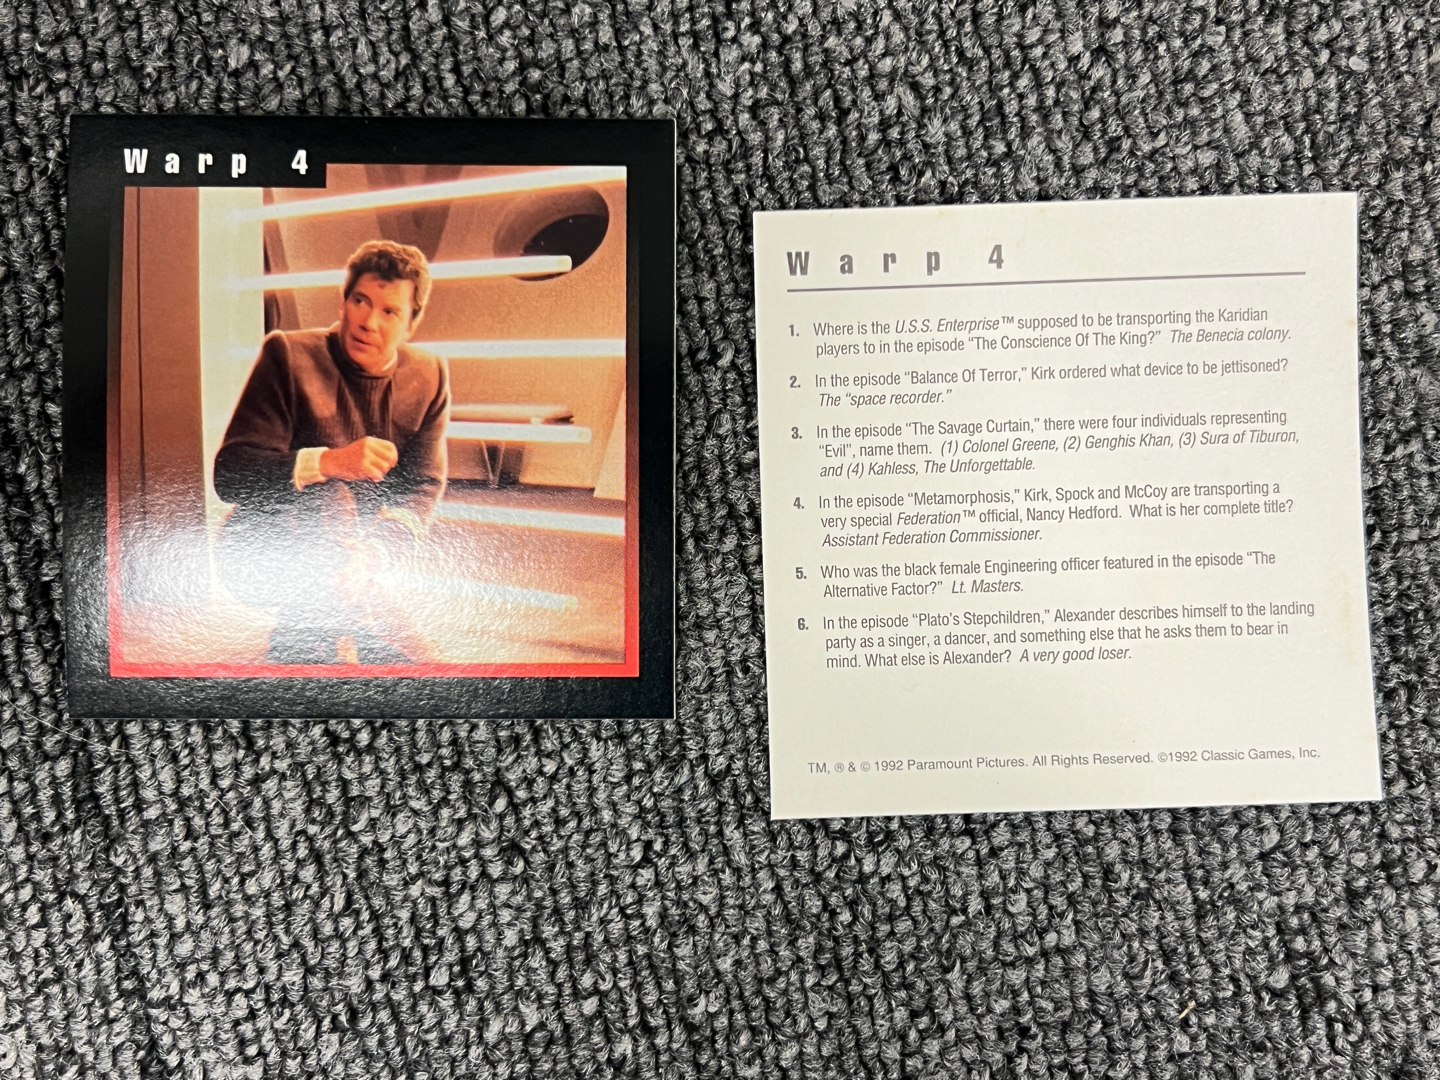 Warp 4
Warp 4
1. Where is the U.S.S. Enterprise™ supposed to be transporting the Karidian
players to in the episode “The Conscience Of The King?” The Benecia colony.
2. In the episode “Balance Of Terror,” Kirk ordered what device to be jettisoned?
The “space recorder.”
3. In the episode “The Savage Curtain,” there were four individuals representing
“Evil”, name them. (1) Colonel Greene, (2) Genghis Khan, (3) Sura of Tiburon,
and (4) Kahless, The Unforgettable.
4. In the episode “Metamorphosis,” Kirk, Spock and McCoy are transporting a
very special Federation™ official, Nancy Hedford. What is her complete title?
Assistant Federation Commissioner.
5. Who was the black female Engineering officer featured in the episode “The
Alternative Factor?” Lt. Masters.
6. In the episode “Plato’s Stepchildren,” Alexander describes himself to the landing
party as a singer, a dancer, and something else that he asks them to bear in
mind. What else is Alexander? A very good loser.
TM, ® & © 1992 Paramount Pictures. All Rights Reserved. ©1992 Classic Games, Inc.